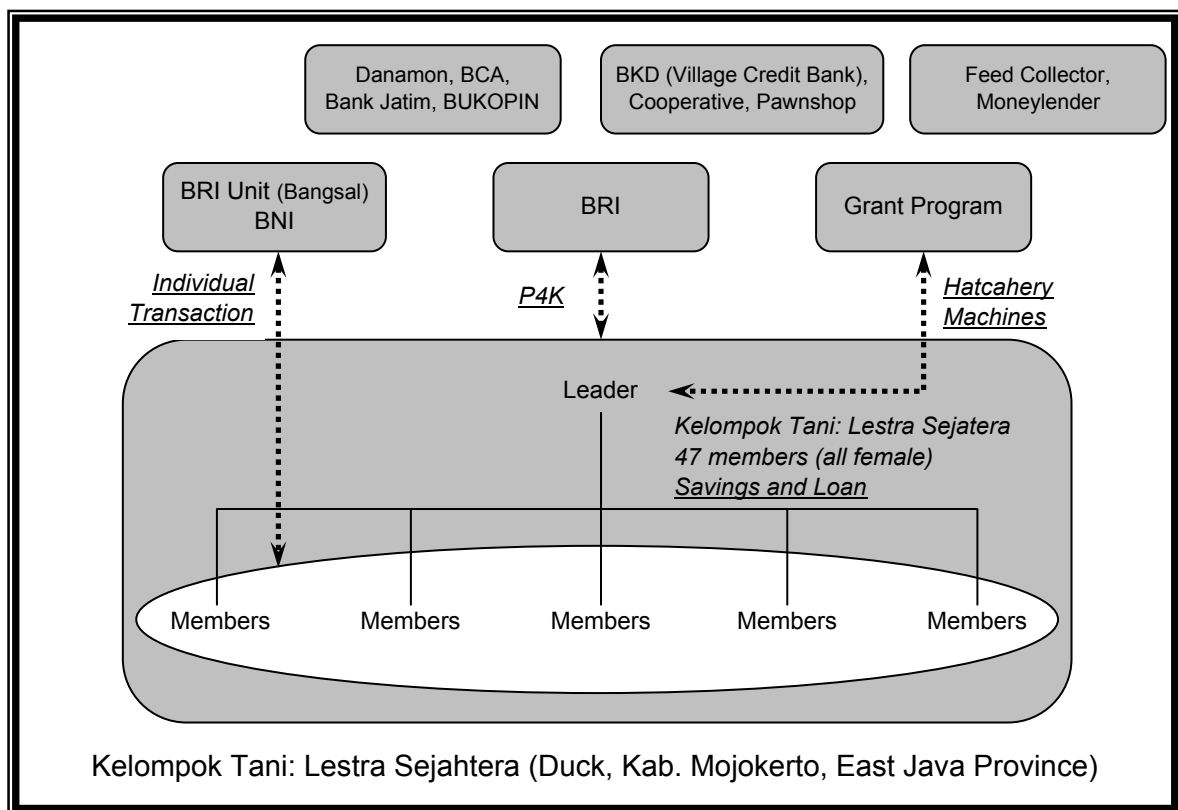 Danamon, BCA,
Bank Jatim, BUKOPIN
BKD (Village Credit Bank),
Cooperative, Pawnshop
Feed Collector,
Moneylender
BRI Unit (Bangsal)
BNI
BRI
Grant Program
Individual
Transaction
P4K
Hatcahery
Machines
Leader
Kelompok Tani: Lestra Sejatera
47 members (all female)
Savings and Loan
Members
Members
Members
Members
Members
Kelompok Tani: Lestra Sejahtera (Duck, Kab. Mojokerto, East Java Province)